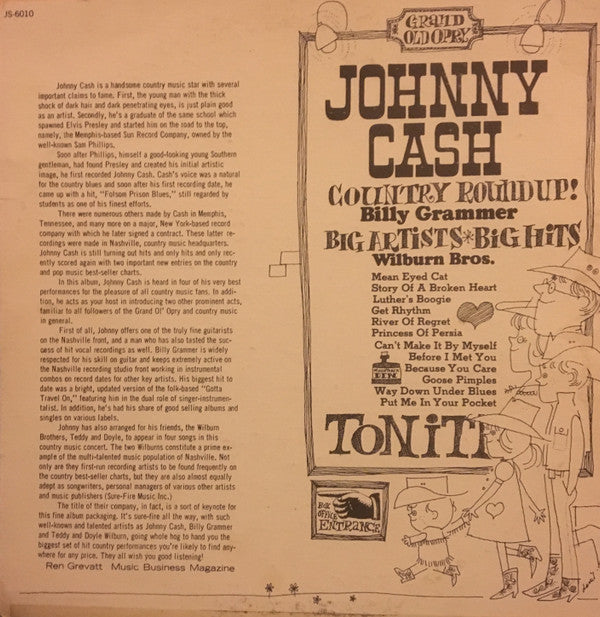 JS-6010
Johnny Cash is a handsome country music star with several
important claims to fame. First, the young man with the thick
shock of dark hair and dark penetrating eyes, is just plain good
as an artist. Secondly, he's a graduate of the same school which
spawned Elvis Presley and started him on the road to the top,
namely, the Memphis-based Sun Record Company, owned by the
well-known Sam Phillips.
Soon after Phillips, himself a good-looking young Southern
gentleman, had found Presley and created his initial artistic
image, he first recorded Johnny Cash. Cash's voice was a natural
for the country blues and soon after his first recording date, he
came up with a hit, "Folsom Prison Blues," still regarded by
students as one of his finest efforts.
There were numerous others made by Cash in Memphis,
Tennessee, and many more on a major, New York-based record
company with which he later signed a contract. These latter re-
cordings were made in Nashville, country music headquarters.
Johnny Cash is still turning out hits and only hits and only rec-
ently scored again with two important new entries on the country
and pop music best-seller charts.
In this album, Johnny Cash is heard in four of his very best
performances for the pleasure of all country music fans. In addi-
tion, he acts as your host in introducing two other prominent acts,
familiar to all followers of the Grand Ol' Opry and country music
in general.
First of all, Johnny offers one of the truly fine guitarists
on the Nashville front, and a man who has also tasted the suc-
cess of hit vocal recordings as well. Billy Grammer is widely
respected for his skill on guitar and keeps extremely active on
the Nashville recording studio front working in instrumental
combos on record dates for other key artists. His biggest hit to
date was a bright, updated version of the folk-based "Gotta
Travel On," featuring him in the dual role of singer-instrumen-
talist. In addition, he's had his share of good selling albums and
singles on various labels.
Johny has also arranged for his friends, the Wilburn
Brothers, Teddy and Doyle, to appear in four songs in this
country music concert. The two Wilburns constitute a prime ex-
ample of the multi-talented music population of Nashville. Not
only are they first-run recording artists to be found frequently on
the country best-seller charts, but they are also almost equally
adept as songwriters, personal managers of various other artists
and music publishers (Sure-Fire Music Inc.)
The title of their company, in fact, is a sort of keynote for
this fine album packaging. It's sure-fire all the way, with such
well-known and talented artists as Johnny Cash, Billy Grammer
and Teddy and Doyle Wilburn, going whole hog to hand you the
biggest set of hit country performances you're likely to find any-
where for any price. They all wish you good listening!
Ren Grevatt Music Business Magazine
GRAND
OLD OPRY
JOHNNY
CASH
COUNTRY ROUNDUP!
Billy Grammer
BIG ARTISTS*BIG HITS
Wilburn Bros.
Mean Eyed Cat
Story Of A Broken Heart
Luther's Boogie
Get Rhythm
River Of Regret
Princess Of Persia
Can't Make It By Myself
Before I Met You
Because You Care
Goose Pimples
Way Down Under Blues
Put Me In Your Pocket
TONITE
BOX
OFFICE
ENTRANCE